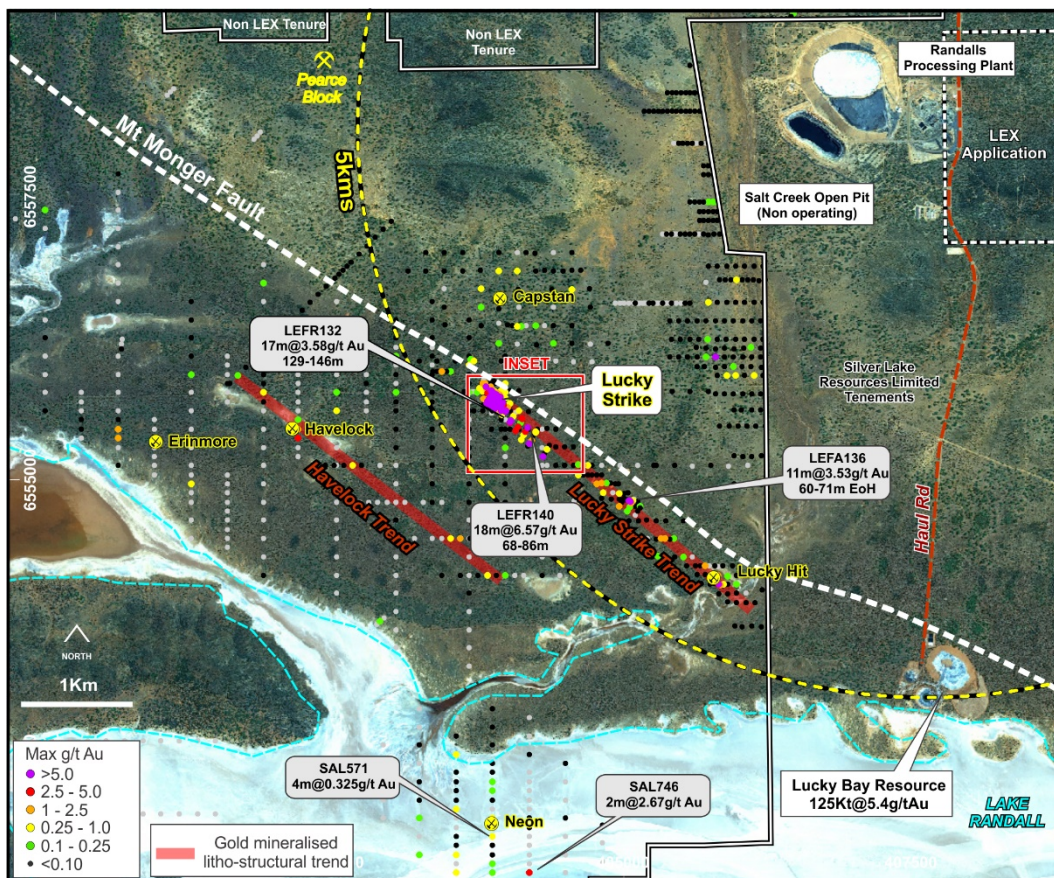 Non LEX Tenure
Non LEX
Tenure
Randalls
Processing Plant
Pearce
Block
LEX
Application
Mt Monger Fault
5kms
6557500
Salt Creek Open Pit
(Non operating)
Capstan
LEFR132
17m@3.58g/t Au
129-146m
INSET
Lucky
Strike
Silver Lake
Resources Limited
Tenements
Erinmore
Havelock
LEFA136
11m@3.53g/t Au
60-71m EoH
6555000
Havelock Trend
LEFR140
18m@6.57g/t Au
68-86m
Lucky Strike Trend
Haul Rd
Lucky Hit
NORTH
1Km
Max g/t Au
>5.0
2.5 - 5.0
1 - 2.5
0.25 - 1.0
0.1 - 0.25
<0.10
SAL571
4m@0.325g/t Au
SAL746
2m@2.67g/t Au
Lucky Bay Resource
125Kt@5.4g/tAu
Neon
LAKE
RANDALL
Gold mineralised
litho-structural trend